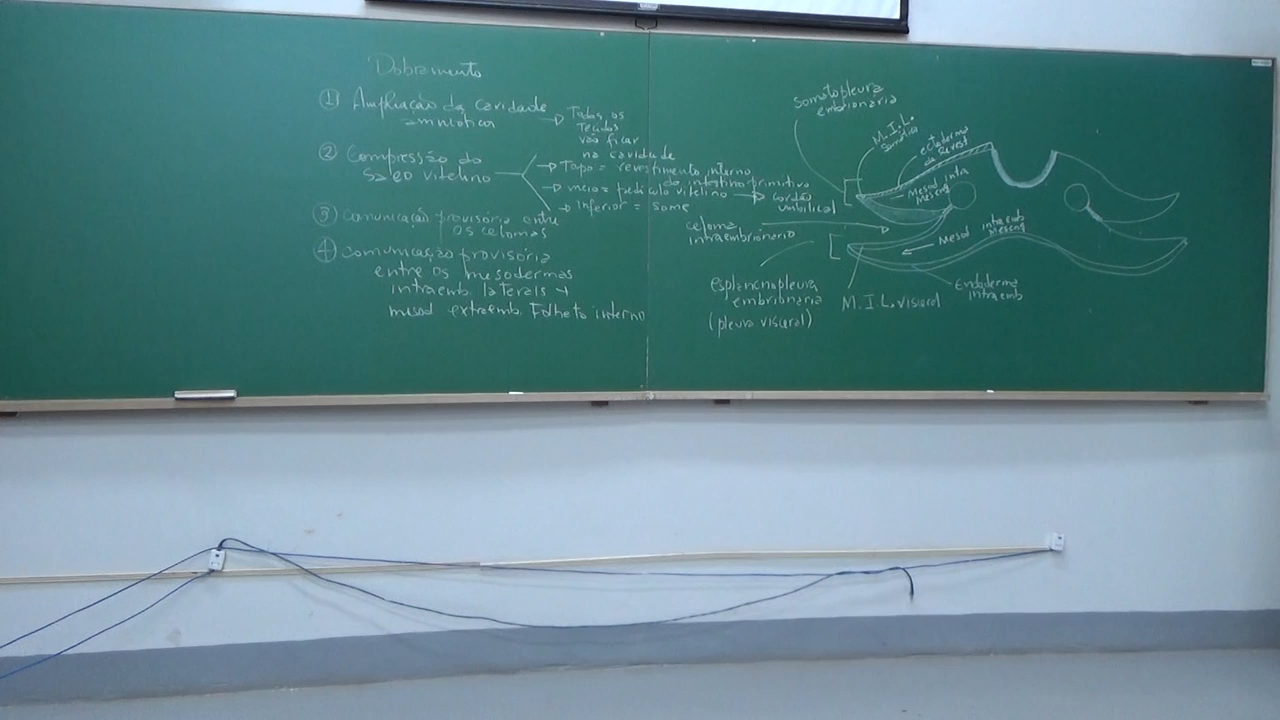 Dobramento
① Ampliação da cavidade
amniótica
→ Todos os
Tecidos
vão ficar
na cavidade
② Compressão do
saco vitelino
→ Topo = revestimento interno
do intestino primitivo
→ meio = pedículo vitelino → cordão
umbilical
→ Inferior = some
③ Comunicação provisória entre
os celomas
④ Comunicação provisória
entre os mesodermas
intraemb. laterais +
mesod extraemb. Folheto interno
Somatopleura
embrionária
M.I.L.
Somática
ectoderma
de Revest
Mesod intra
Mesenq
celoma
intraembrionário
Mesod intraemb
Mesenq
esplancnopleura
embrionária
(pleura visceral)
M.I.L. visceral
Endoderma
intraemb